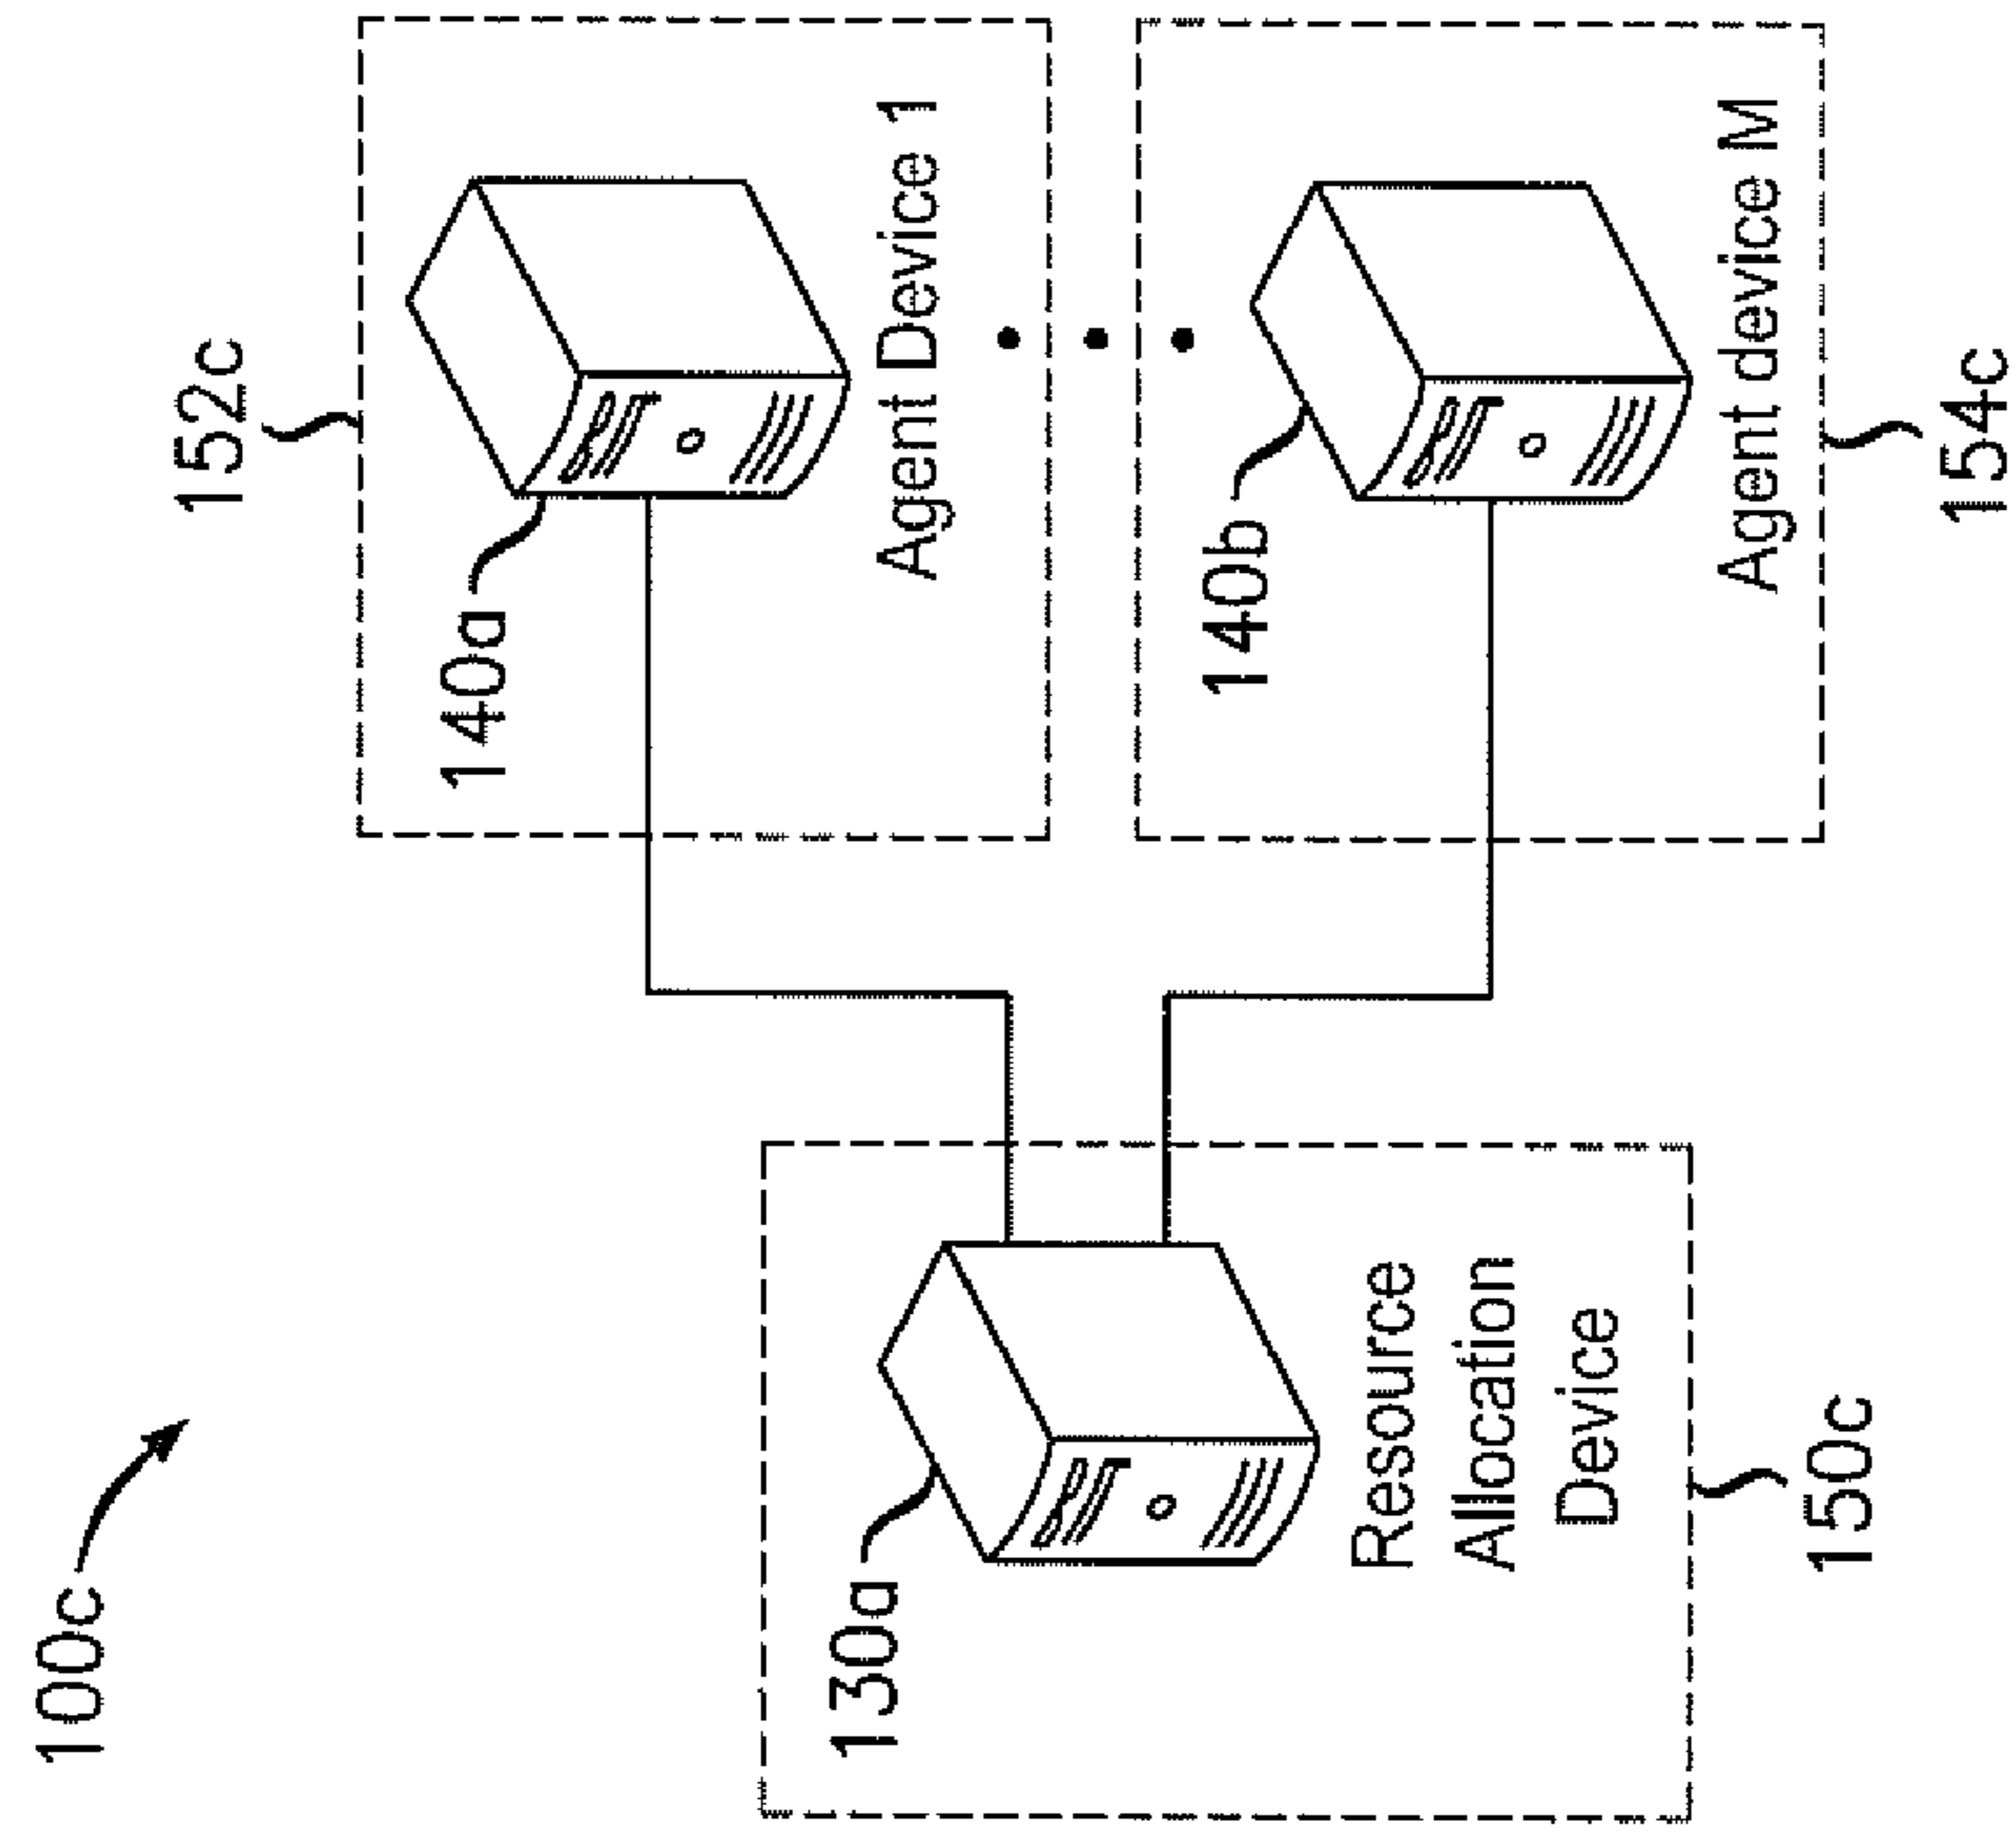 100c
152c
140a
Agent Device 1
140b
Agent device M
154c
130a
Resource
Allocation
Device
150c